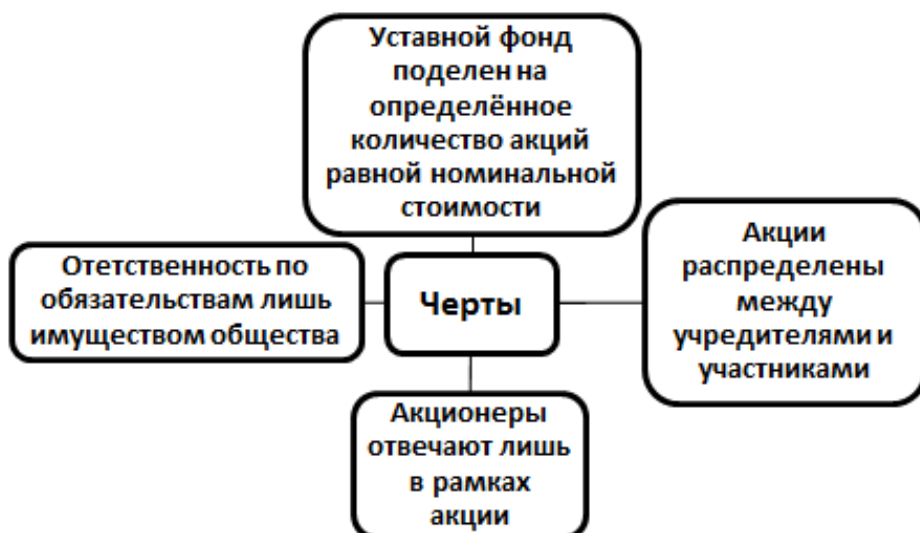 Уставной фонд
поделен на
определённое
количество акций
равной номинальной
стоимости
Отетственность по
обязательствам лишь
имуществом общества
Черты
Акции
распределены
между
учредителями и
участниками
Акционеры
отвечают лишь
в рамках
акции